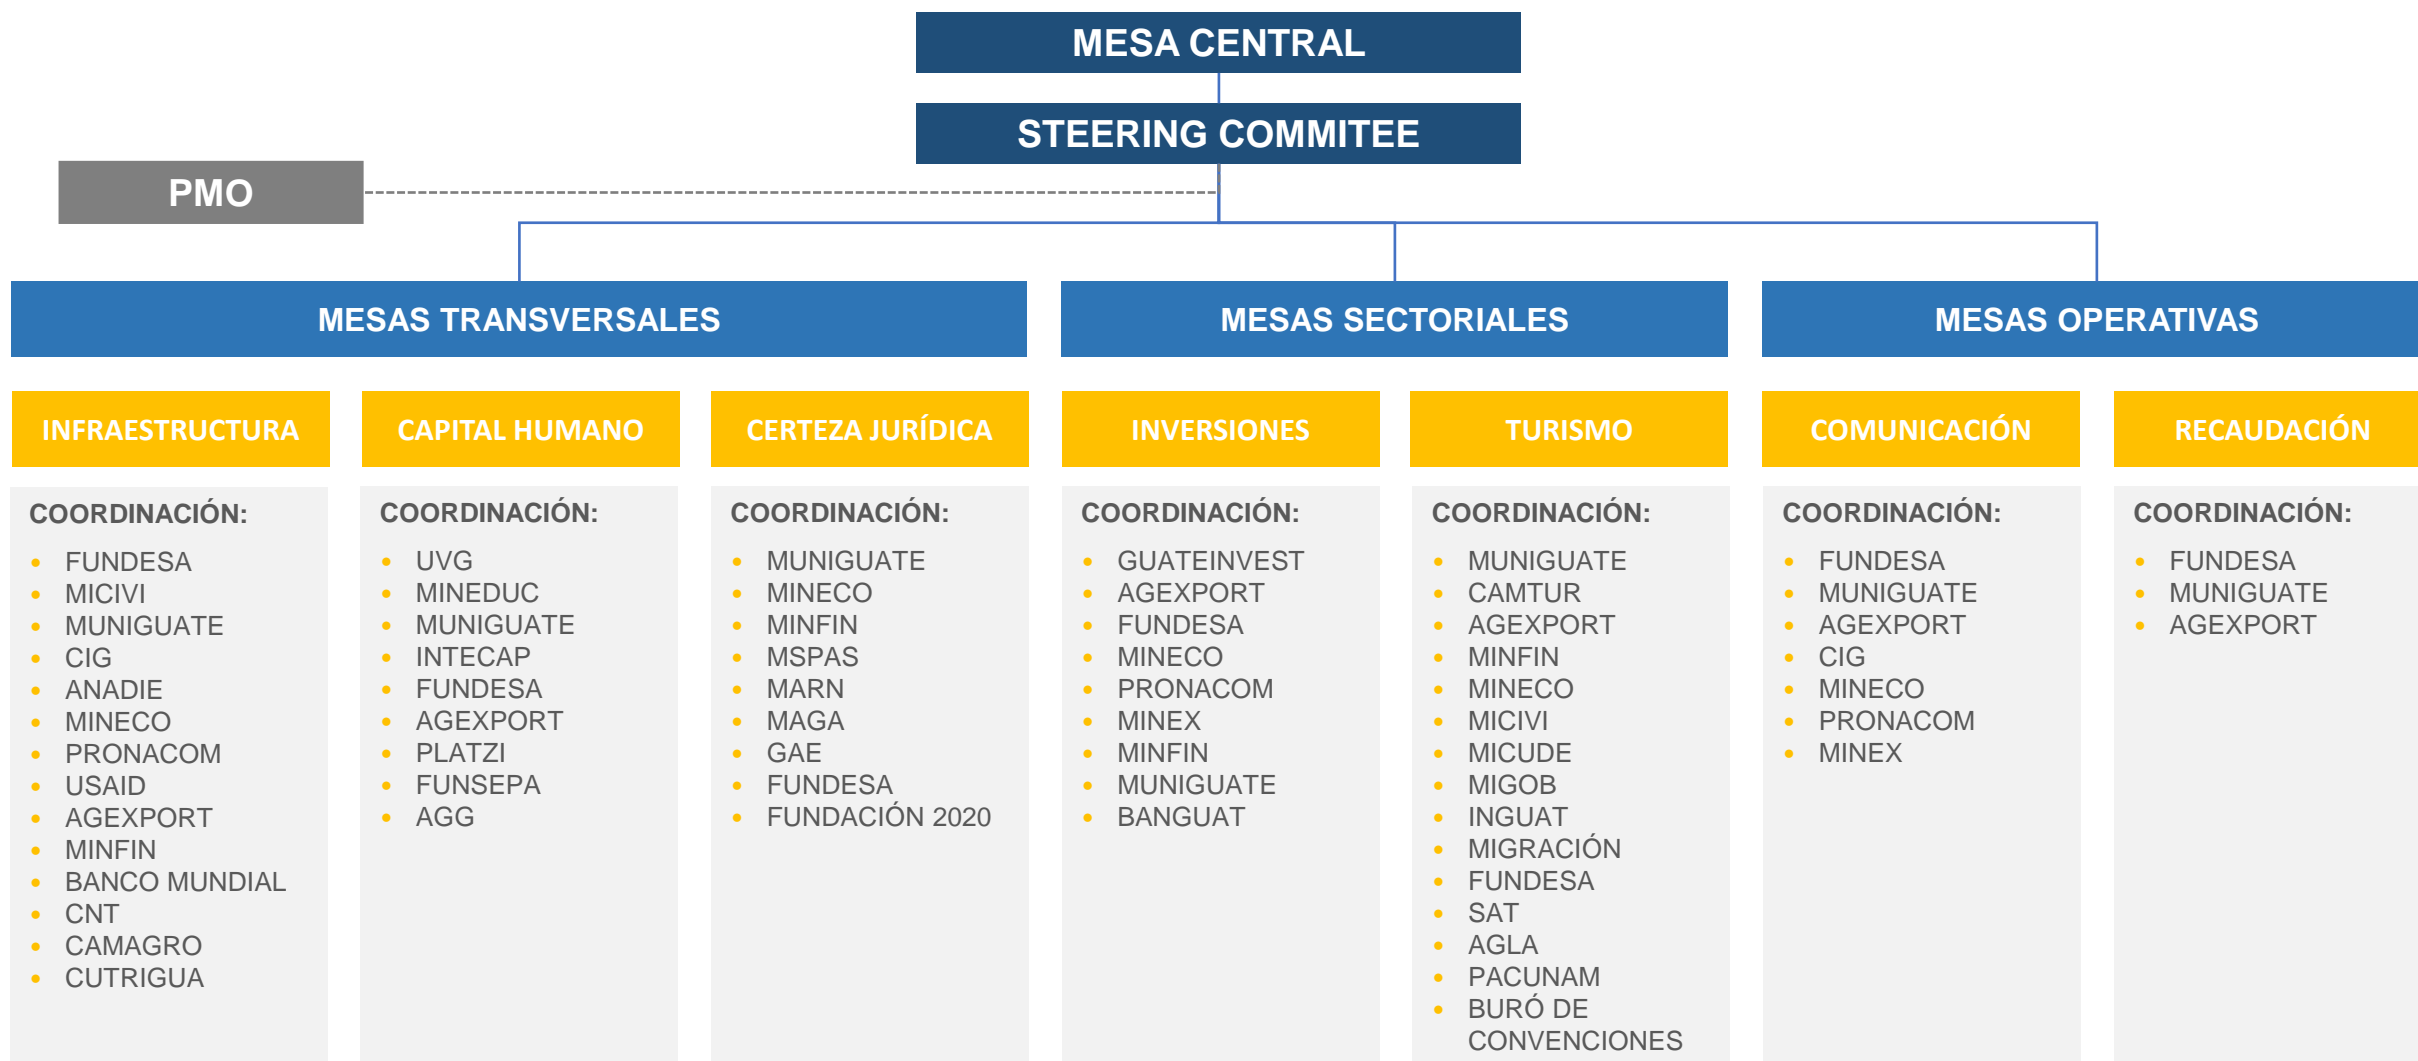 MESA CENTRAL
STEERING COMMITEE
PMO
MESAS TRANSVERSALES
MESAS SECTORIALES
MESAS OPERATIVAS
INFRAESTRUCTURA
CAPITAL HUMANO
CERTEZA JURÍDICA
INVERSIONES
TURISMO
COMUNICACIÓN
RECAUDACIÓN
COORDINACIÓN:
• FUNDESA
• MICIVI
• MUNIGUATE
• CIG
• ANADIE
• MINECO
• PRONACOM
• USAID
• AGEXPORT
• MINFIN
• BANCO MUNDIAL
• CNT
• CAMAGRO
• CUTRIGUA
COORDINACIÓN:
• UVG
• MINEDUC
• MUNIGUATE
• INTECAP
• FUNDESA
• AGEXPORT
• PLATZI
• FUNSEPA
• AGG
COORDINACIÓN:
• MUNIGUATE
• MINECO
• MINFIN
• MSPAS
• MARN
• MAGA
• GAE
• FUNDESA
• FUNDACIÓN 2020
COORDINACIÓN:
• GUATEINVEST
• AGEXPORT
• FUNDESA
• MINECO
• PRONACOM
• MINEX
• MINFIN
• MUNIGUATE
• BANGUAT
COORDINACIÓN:
• MUNIGUATE
• CAMTUR
• AGEXPORT
• MINFIN
• MINECO
• MICIVI
• MICUDE
• MIGOB
• INGUAT
• MIGRACIÓN
• FUNDESA
• SAT
• AGLA
• PACUNAM
• BURÓ DE
CONVENCIONES
COORDINACIÓN:
• FUNDESA
• MUNIGUATE
• AGEXPORT
• CIG
• MINECO
• PRONACOM
• MINEX
COORDINACIÓN:
• FUNDESA
• MUNIGUATE
• AGEXPORT